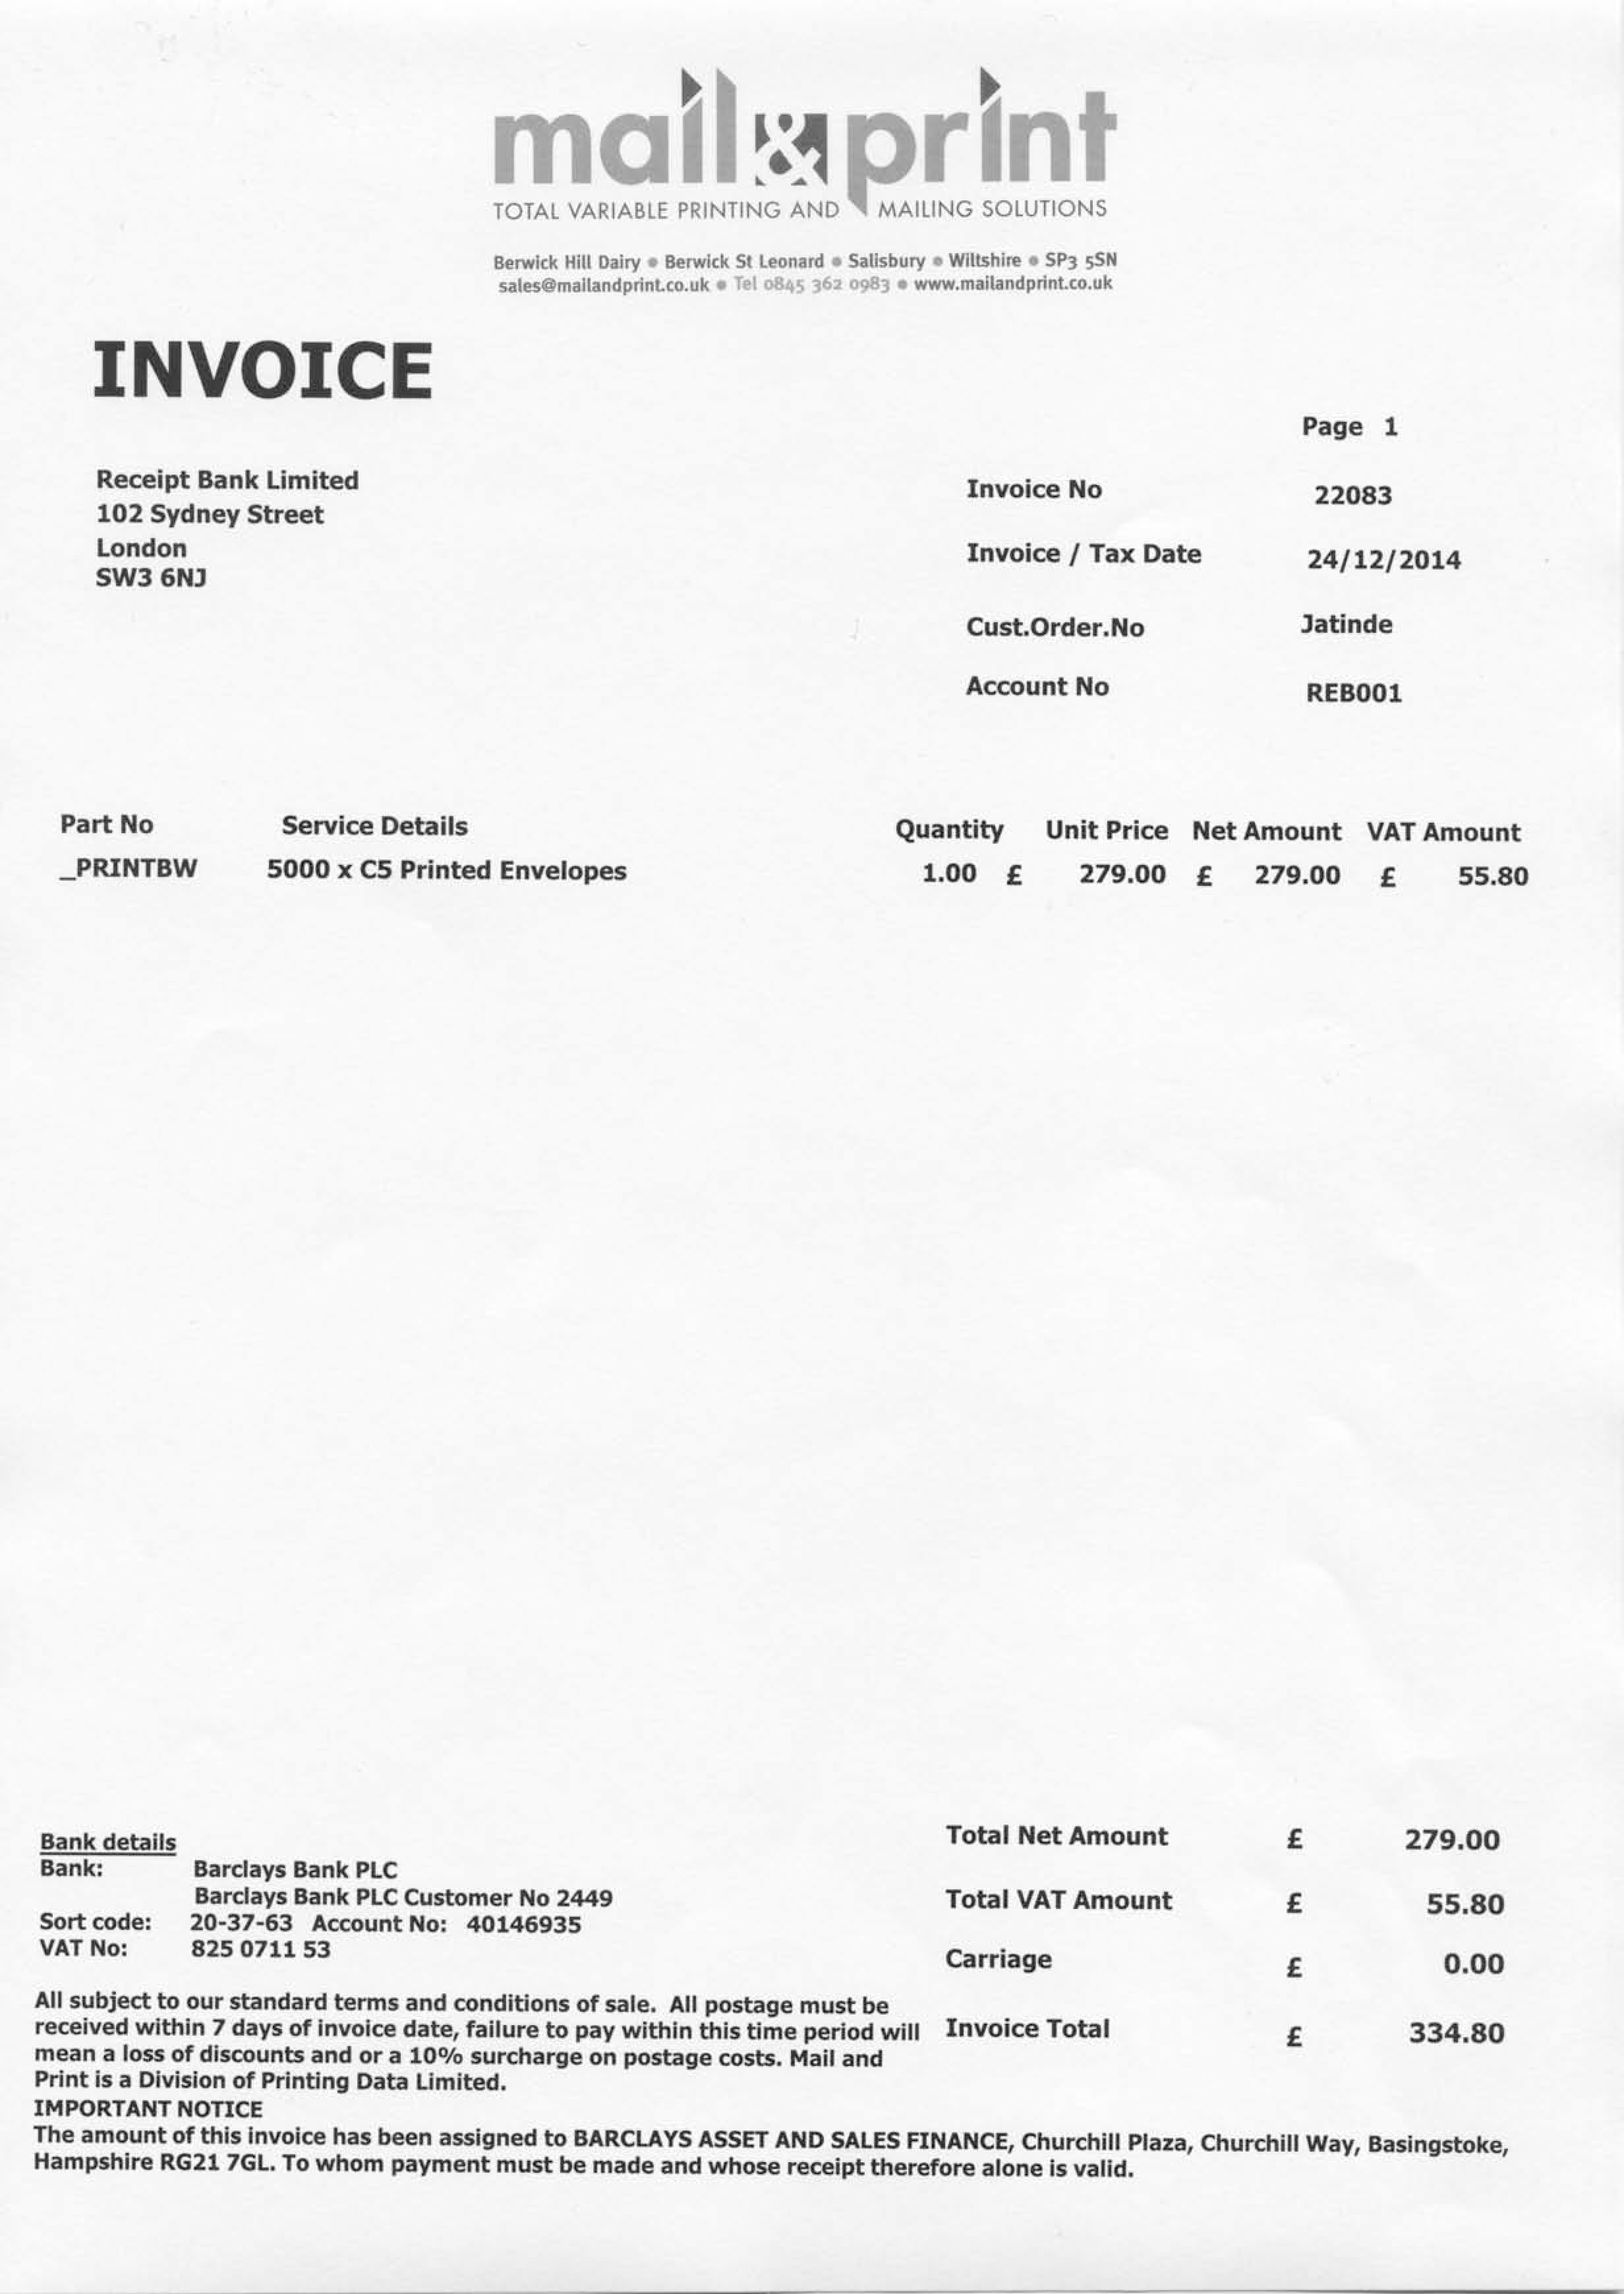 mail&print
TOTAL VARIABLE PRINTING AND MAILING SOLUTIONS
Berwick Hill Dairy • Berwick St Leonard • Salisbury • Wiltshire • SP3 5SN
sales@mailandprint.co.uk • Tel 0845 362 0983 • www.mailandprint.co.uk
INVOICE
Page 1
Receipt Bank Limited
102 Sydney Street
London
SW3 6NJ
Invoice No 22083
Invoice / Tax Date 24/12/2014
Cust.Order.No Jatinde
Account No REB001
Part No Service Details Quantity Unit Price Net Amount VAT Amount
_PRINTBW 5000 x C5 Printed Envelopes 1.00 £ 279.00 £ 279.00 £ 55.80
Bank details
Bank: Barclays Bank PLC
Barclays Bank PLC Customer No 2449
Sort code: 20-37-63 Account No: 40146935
VAT No: 825 0711 53
Total Net Amount £ 279.00
Total VAT Amount £ 55.80
Carriage £ 0.00
Invoice Total £ 334.80
All subject to our standard terms and conditions of sale. All postage must be
received within 7 days of invoice date, failure to pay within this time period will
mean a loss of discounts and or a 10% surcharge on postage costs. Mail and
Print is a Division of Printing Data Limited.
IMPORTANT NOTICE
The amount of this invoice has been assigned to BARCLAYS ASSET AND SALES FINANCE, Churchill Plaza, Churchill Way, Basingstoke,
Hampshire RG21 7GL. To whom payment must be made and whose receipt therefore alone is valid.